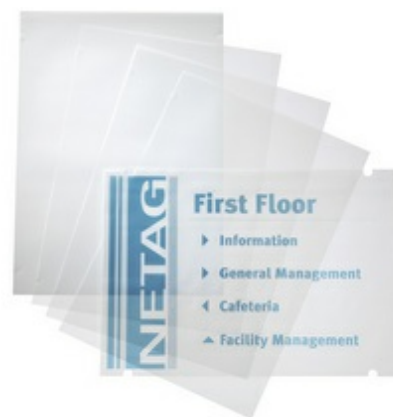 NETAG
First Floor
Information
General Management
Cafeteria
Facility Management